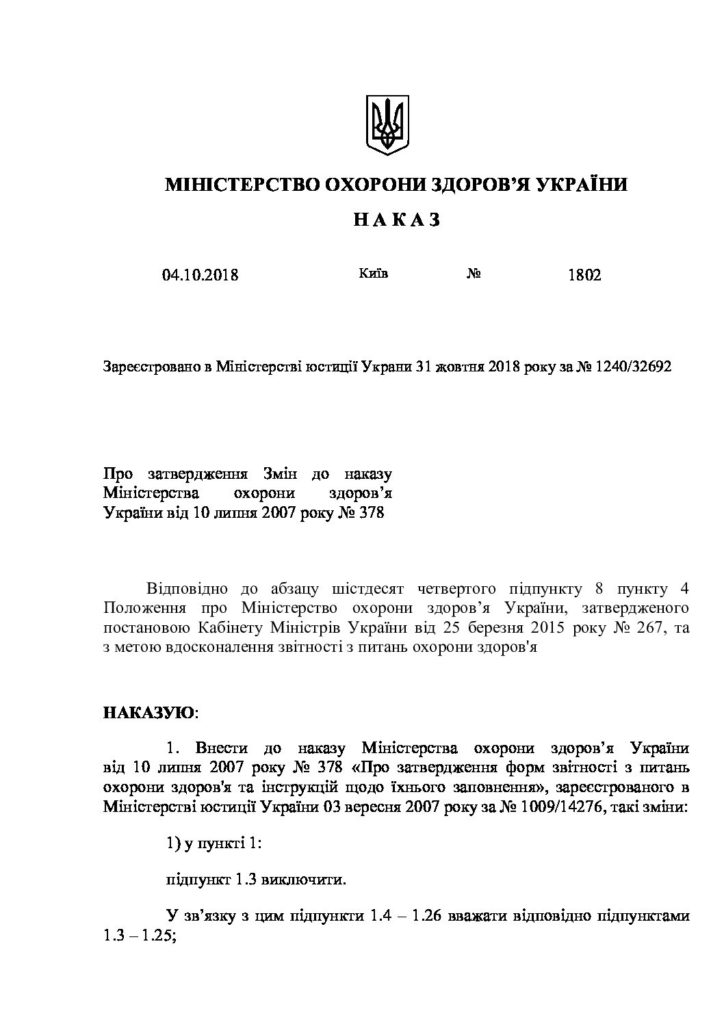 МІНІСТЕРСТВО ОХОРОНИ ЗДОРОВ’Я УКРАЇНИ
Н А К А З
04.10.2018 Київ № 1802
Зареєстровано в Міністерстві юстиції Украни 31 жовтня 2018 року за № 1240/32692
Про затвердження Змін до наказу
Міністерства охорони здоров’я
України від 10 липня 2007 року № 378
Відповідно до абзацу шістдесят четвертого підпункту 8 пункту 4
Положення про Міністерство охорони здоров’я України, затвердженого
постановою Кабінету Міністрів України від 25 березня 2015 року № 267, та
з метою вдосконалення звітності з питань охорони здоров'я
НАКАЗУЮ:
1. Внести до наказу Міністерства охорони здоров’я України
від 10 липня 2007 року № 378 «Про затвердження форм звітності з питань
охорони здоров'я та інструкцій щодо їхнього заповнення», зареєстрованого в
Міністерстві юстиції України 03 вересня 2007 року за № 1009/14276, такі зміни:
1) у пункті 1:
підпункт 1.3 виключити.
У зв’язку з цим підпункти 1.4 – 1.26 вважати відповідно підпунктами
1.3 – 1.25;